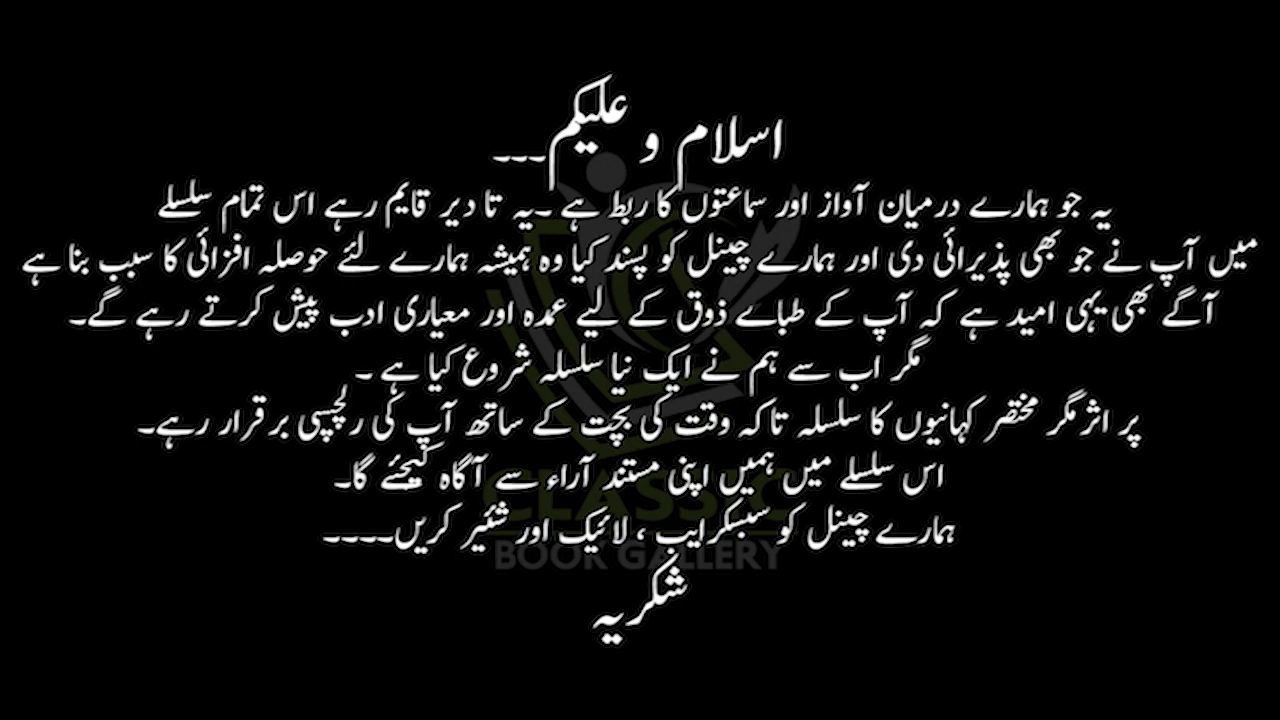 اسلام و علیکم۔۔۔
یہ جو ہمارے درمیان آواز اور سماعتوں کا ربط ہے ۔یہ تا دیر قایم رہے اس تمام سلسلے
میں آپ نے جو بھی پذیرائی دی اور ہمارے چینل کو پسند کیا وہ ہمیشہ ہمارے لئے حوصلہ افزائی کا سبب بنا ہے
آگے بھی یہی امید ہے کہ آپ کے طباے ذوق کے لیے عمدہ اور معیاری ادب پیش کرتے رہے گے۔
مگر اب سے ہم نے ایک نیا سلسلہ شروع کیا ہے ۔
پر اثر مگر مختصر کہانیوں کا سلسلہ تاکہ وقت کی بچت کے ساتھ آپ کی رلچسپی برقرار رہے۔
اس سلسلے میں ہمیں اپنی مستند آراء سے آگاہ کیجئے گا۔
ہمارے چینل کو سبسکرایب ، لائیک اور شئیر کریں۔۔۔۔
شکریہ
CLASSIC
BOOK GALLERY